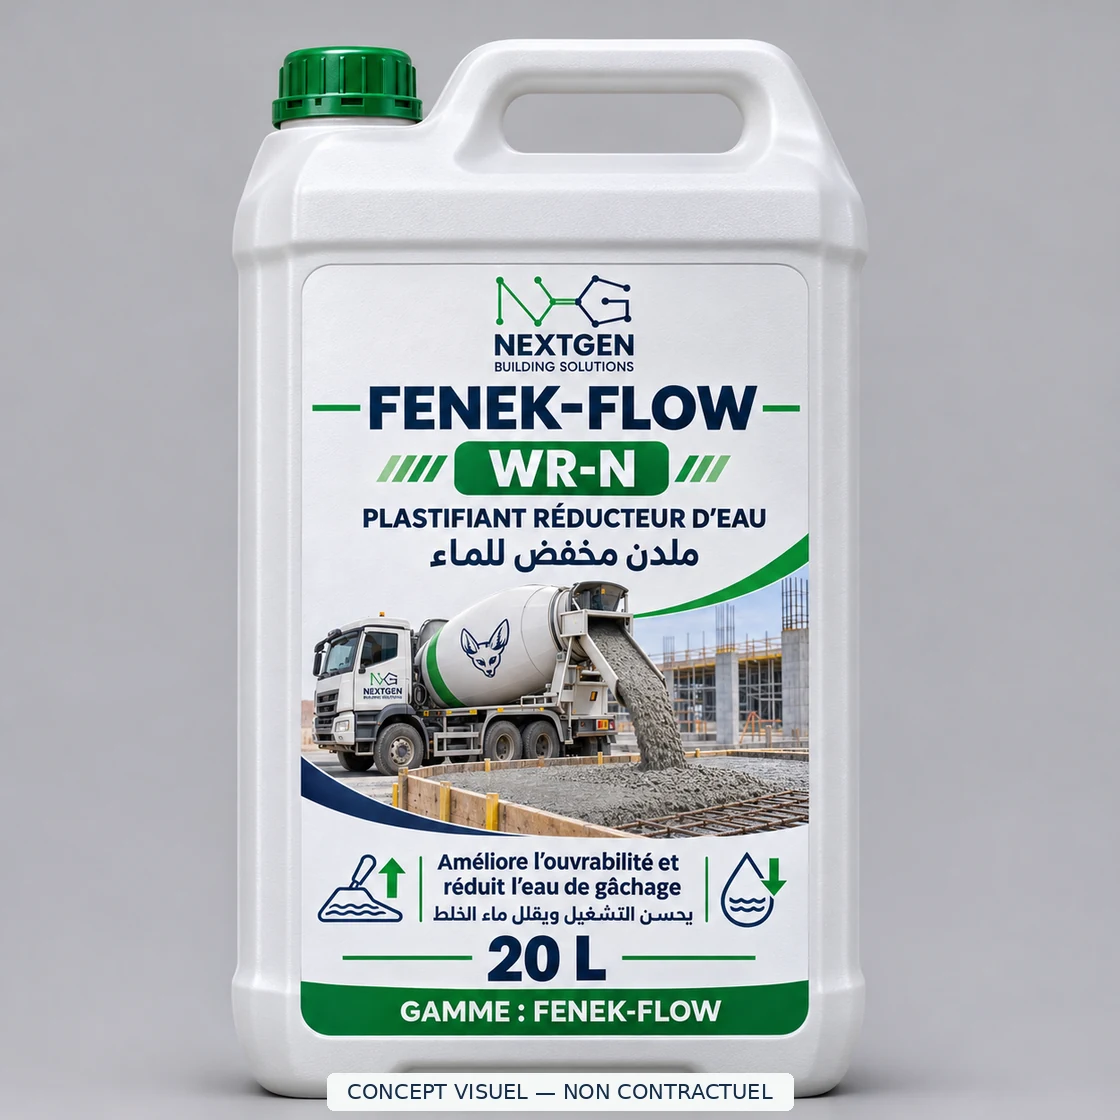 NEXTGEN
BUILDING SOLUTIONS
FENEK-FLOW
WR-N
PLASTIFIANT RÉDUCTEUR D'EAU
ملدن مخفض للماء
NEXTGEN
BUILDING SOLUTIONS
Améliore l'ouvrabilité et
réduit l'eau de gâchage
يحسن التشغيل ويقلل ماء الخلط
20 L
GAMME : FENEK-FLOW
CONCEPT VISUEL — NON CONTRACTUEL